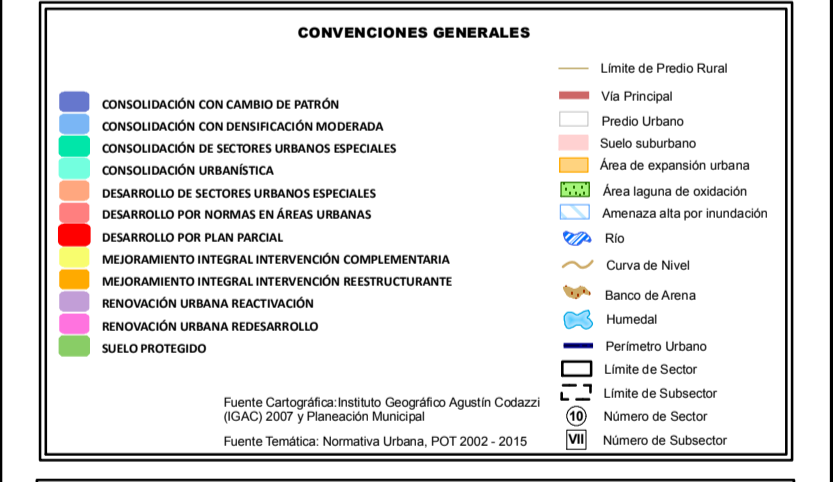 CONVENCIONES GENERALES
CONSOLIDACIÓN CON CAMBIO DE PATRÓN
CONSOLIDACIÓN CON DENSIFICACIÓN MODERADA
CONSOLIDACIÓN DE SECTORES URBANOS ESPECIALES
CONSOLIDACIÓN URBANÍSTICA
DESARROLLO DE SECTORES URBANOS ESPECIALES
DESARROLLO POR NORMAS EN ÁREAS URBANAS
DESARROLLO POR PLAN PARCIAL
MEJORAMIENTO INTEGRAL INTERVENCIÓN COMPLEMENTARIA
MEJORAMIENTO INTEGRAL INTERVENCIÓN REESTRUCTURANTE
RENOVACIÓN URBANA REACTIVACIÓN
RENOVACIÓN URBANA REDESARROLLO
SUELO PROTEGIDO
Límite de Predio Rural
Vía Principal
Predio Urbano
Suelo suburbano
Área de expansión urbana
Área laguna de oxidación
Amenaza alta por inundación
Río
Curva de Nivel
Banco de Arena
Humedal
Perímetro Urbano
Límite de Sector
Límite de Subsector
10 Número de Sector
VII Número de Subsector
Fuente Cartográfica:Instituto Geográfico Agustín Codazzi
(IGAC) 2007 y Planeación Municipal
Fuente Temática: Normativa Urbana, POT 2002 - 2015